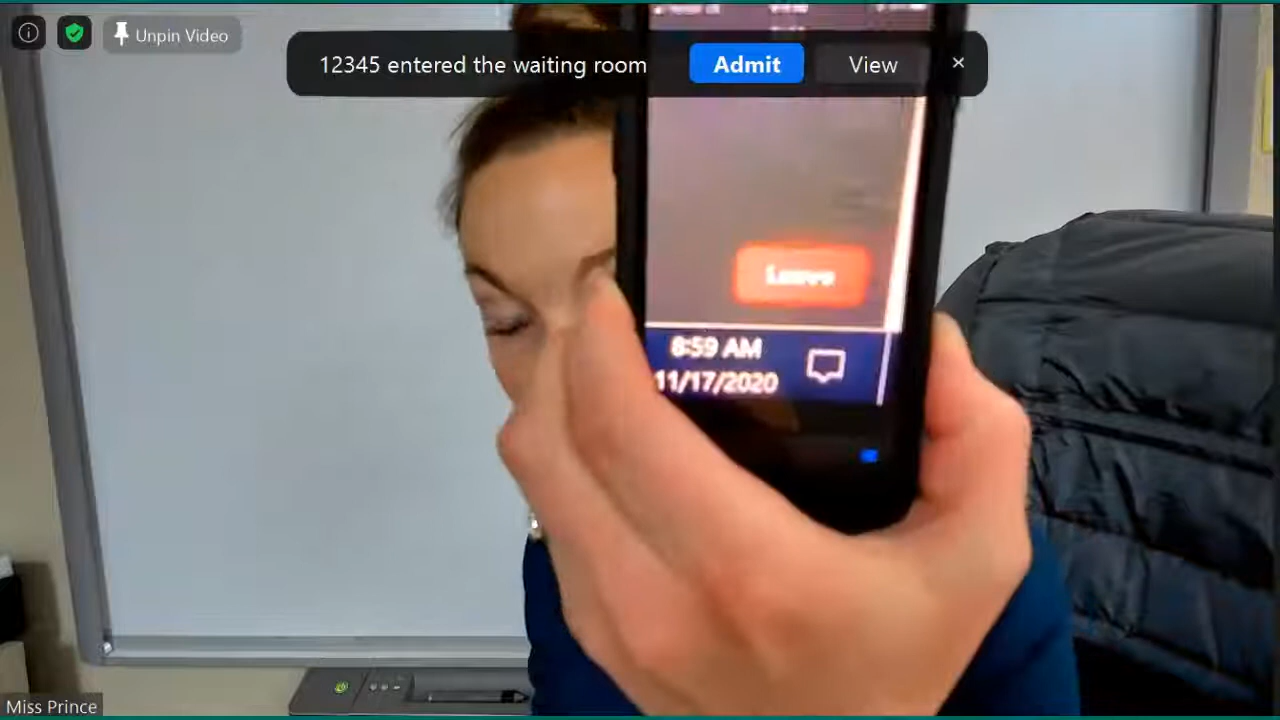 Unpin Video
12345 entered the waiting room
Admit
View
Leave
8:59 AM
11/17/2020
Miss Prince